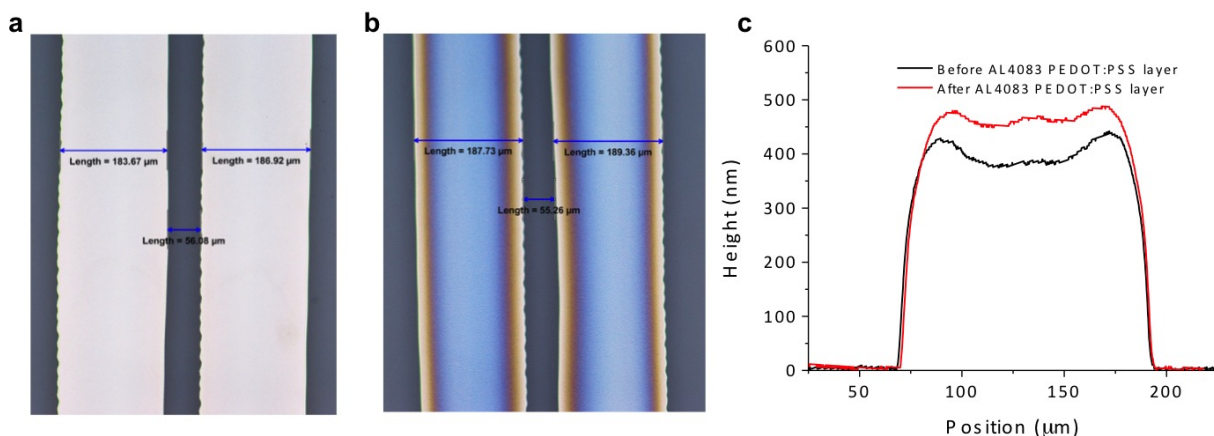 a
Length = 183.67 µm
Length = 186.92 µm
Length = 56.08 µm
b
Length = 187.73 µm
Length = 189.36 µm
Length = 55.26 µm
c
Before AL4083 PEDOT:PSS layer
After AL4083 PEDOT:PSS layer
Height (nm)
600
500
400
300
200
100
0
50
100
150
200
Position (µm)